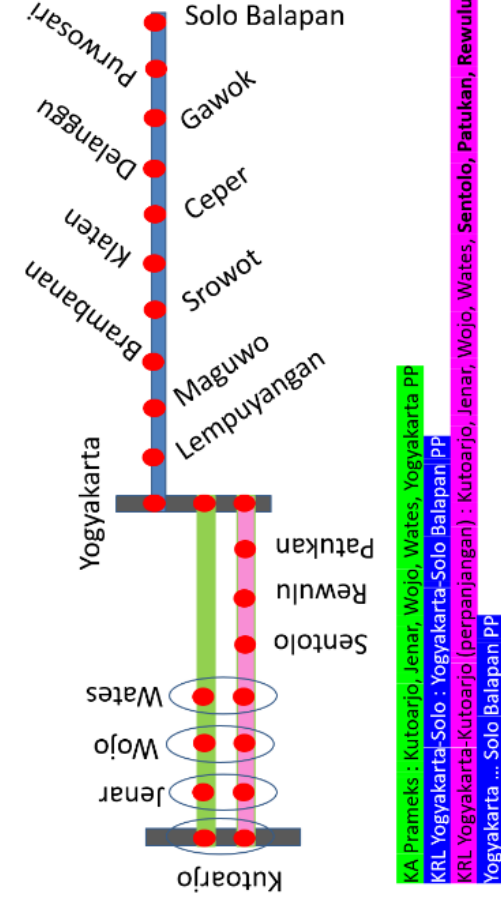 Solo Balapan
Purwosari
Gawok
Delanggu
Ceper
Klaten
Srowot
Brambanan
Maguwo
Lempuyangan
Yogyakarta
Patukan
Rewulu
Sentolo
Wates
Wojo
Jenar
Kutoarjo
KA Prameks : Kutoarjo, Jenar, Wojo, Wates, Yogyakarta PP
KRL Yogyakarta-Solo : Yogyakarta-Solo Balapan PP
KRL Yogyakarta-Kutoarjo (perpanjangan) : Kutoarjo, Jenar, Wojo, Wates, Sentolo, Patukan, Rewulu
Yogyakarta ... Solo Balapan PP